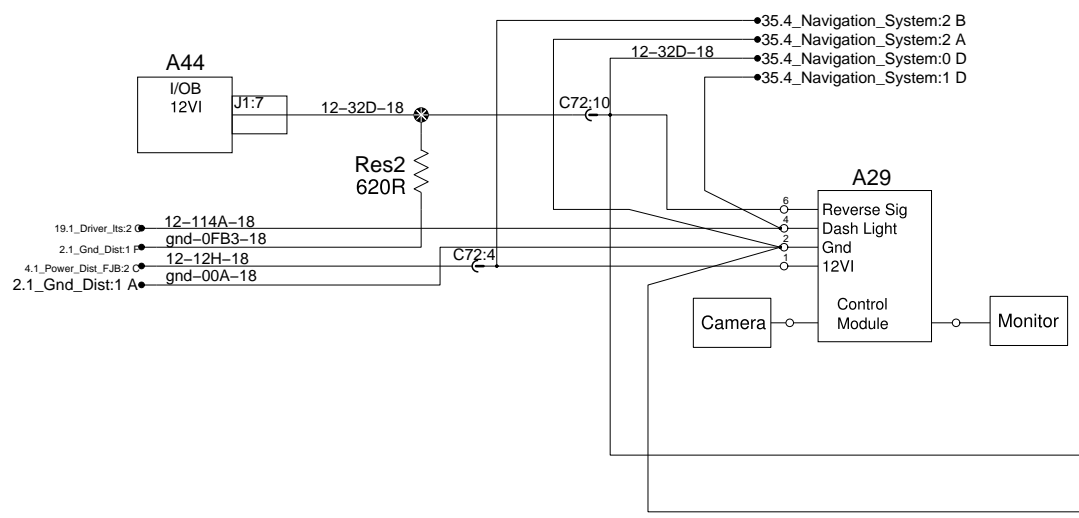 35.4_Navigation_System:2 B
35.4_Navigation_System:2 A
12–32D–18
35.4_Navigation_System:0 D
35.4_Navigation_System:1 D
A44
I/OB
12VI
J1:7
12–32D–18
C72:10
Res2
620R
A29
6
Reverse Sig
19.1_Driver_lts:2 C
12–114A–18
4
Dash Light
2.1_Gnd_Dist:1 F
gnd–0FB3–18
2
Gnd
4.1_Power_Dist_FJB:2 C
12–12H–18
C72:4
1
12VI
2.1_Gnd_Dist:1 A
gnd–00A–18
Control
Module
Camera
Monitor